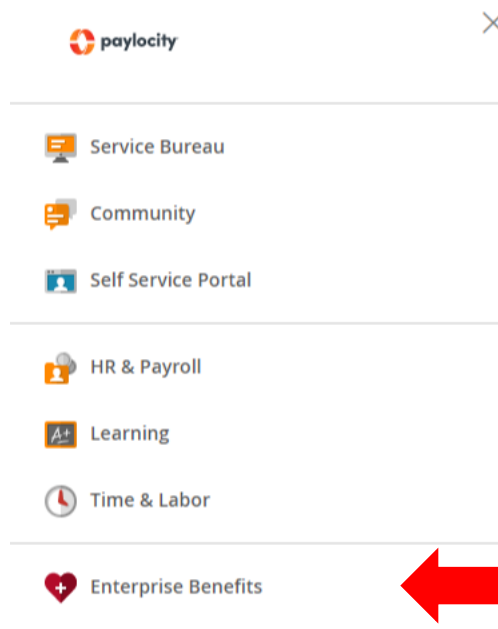 paylocity
Service Bureau
Community
Self Service Portal
HR & Payroll
A+
Learning
Time & Labor
Enterprise Benefits